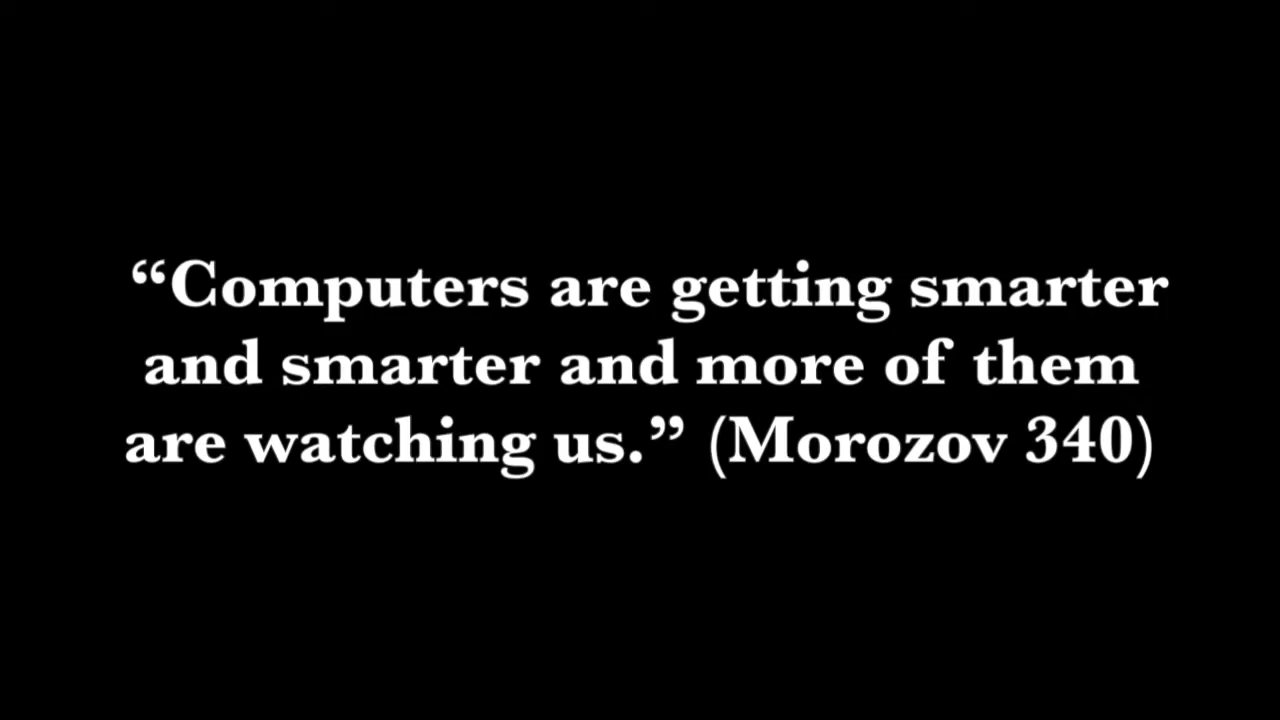 “Computers are getting smarter
and smarter and more of them
are watching us.” (Morozov 340)